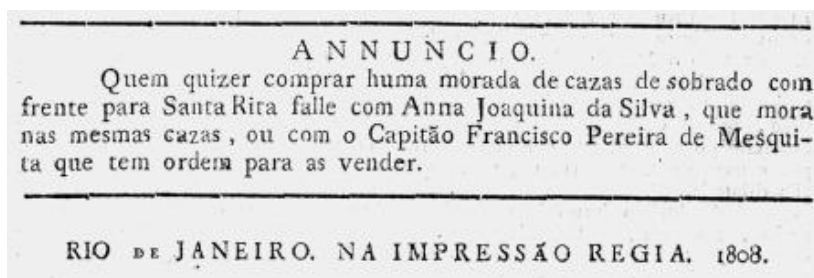 ANNUNCIO.
Quem quizer comprar huma morada de cazas de sobrado com
frente para Santa Rita falle com Anna Joaquina da Silva, que mora
nas mesmas cazas, ou com o Capitão Francisco Pereira de Mesqui-
ta que tem ordem para as vender.
RIO DE JANEIRO. NA IMPRESSÃO REGIA. 1808.